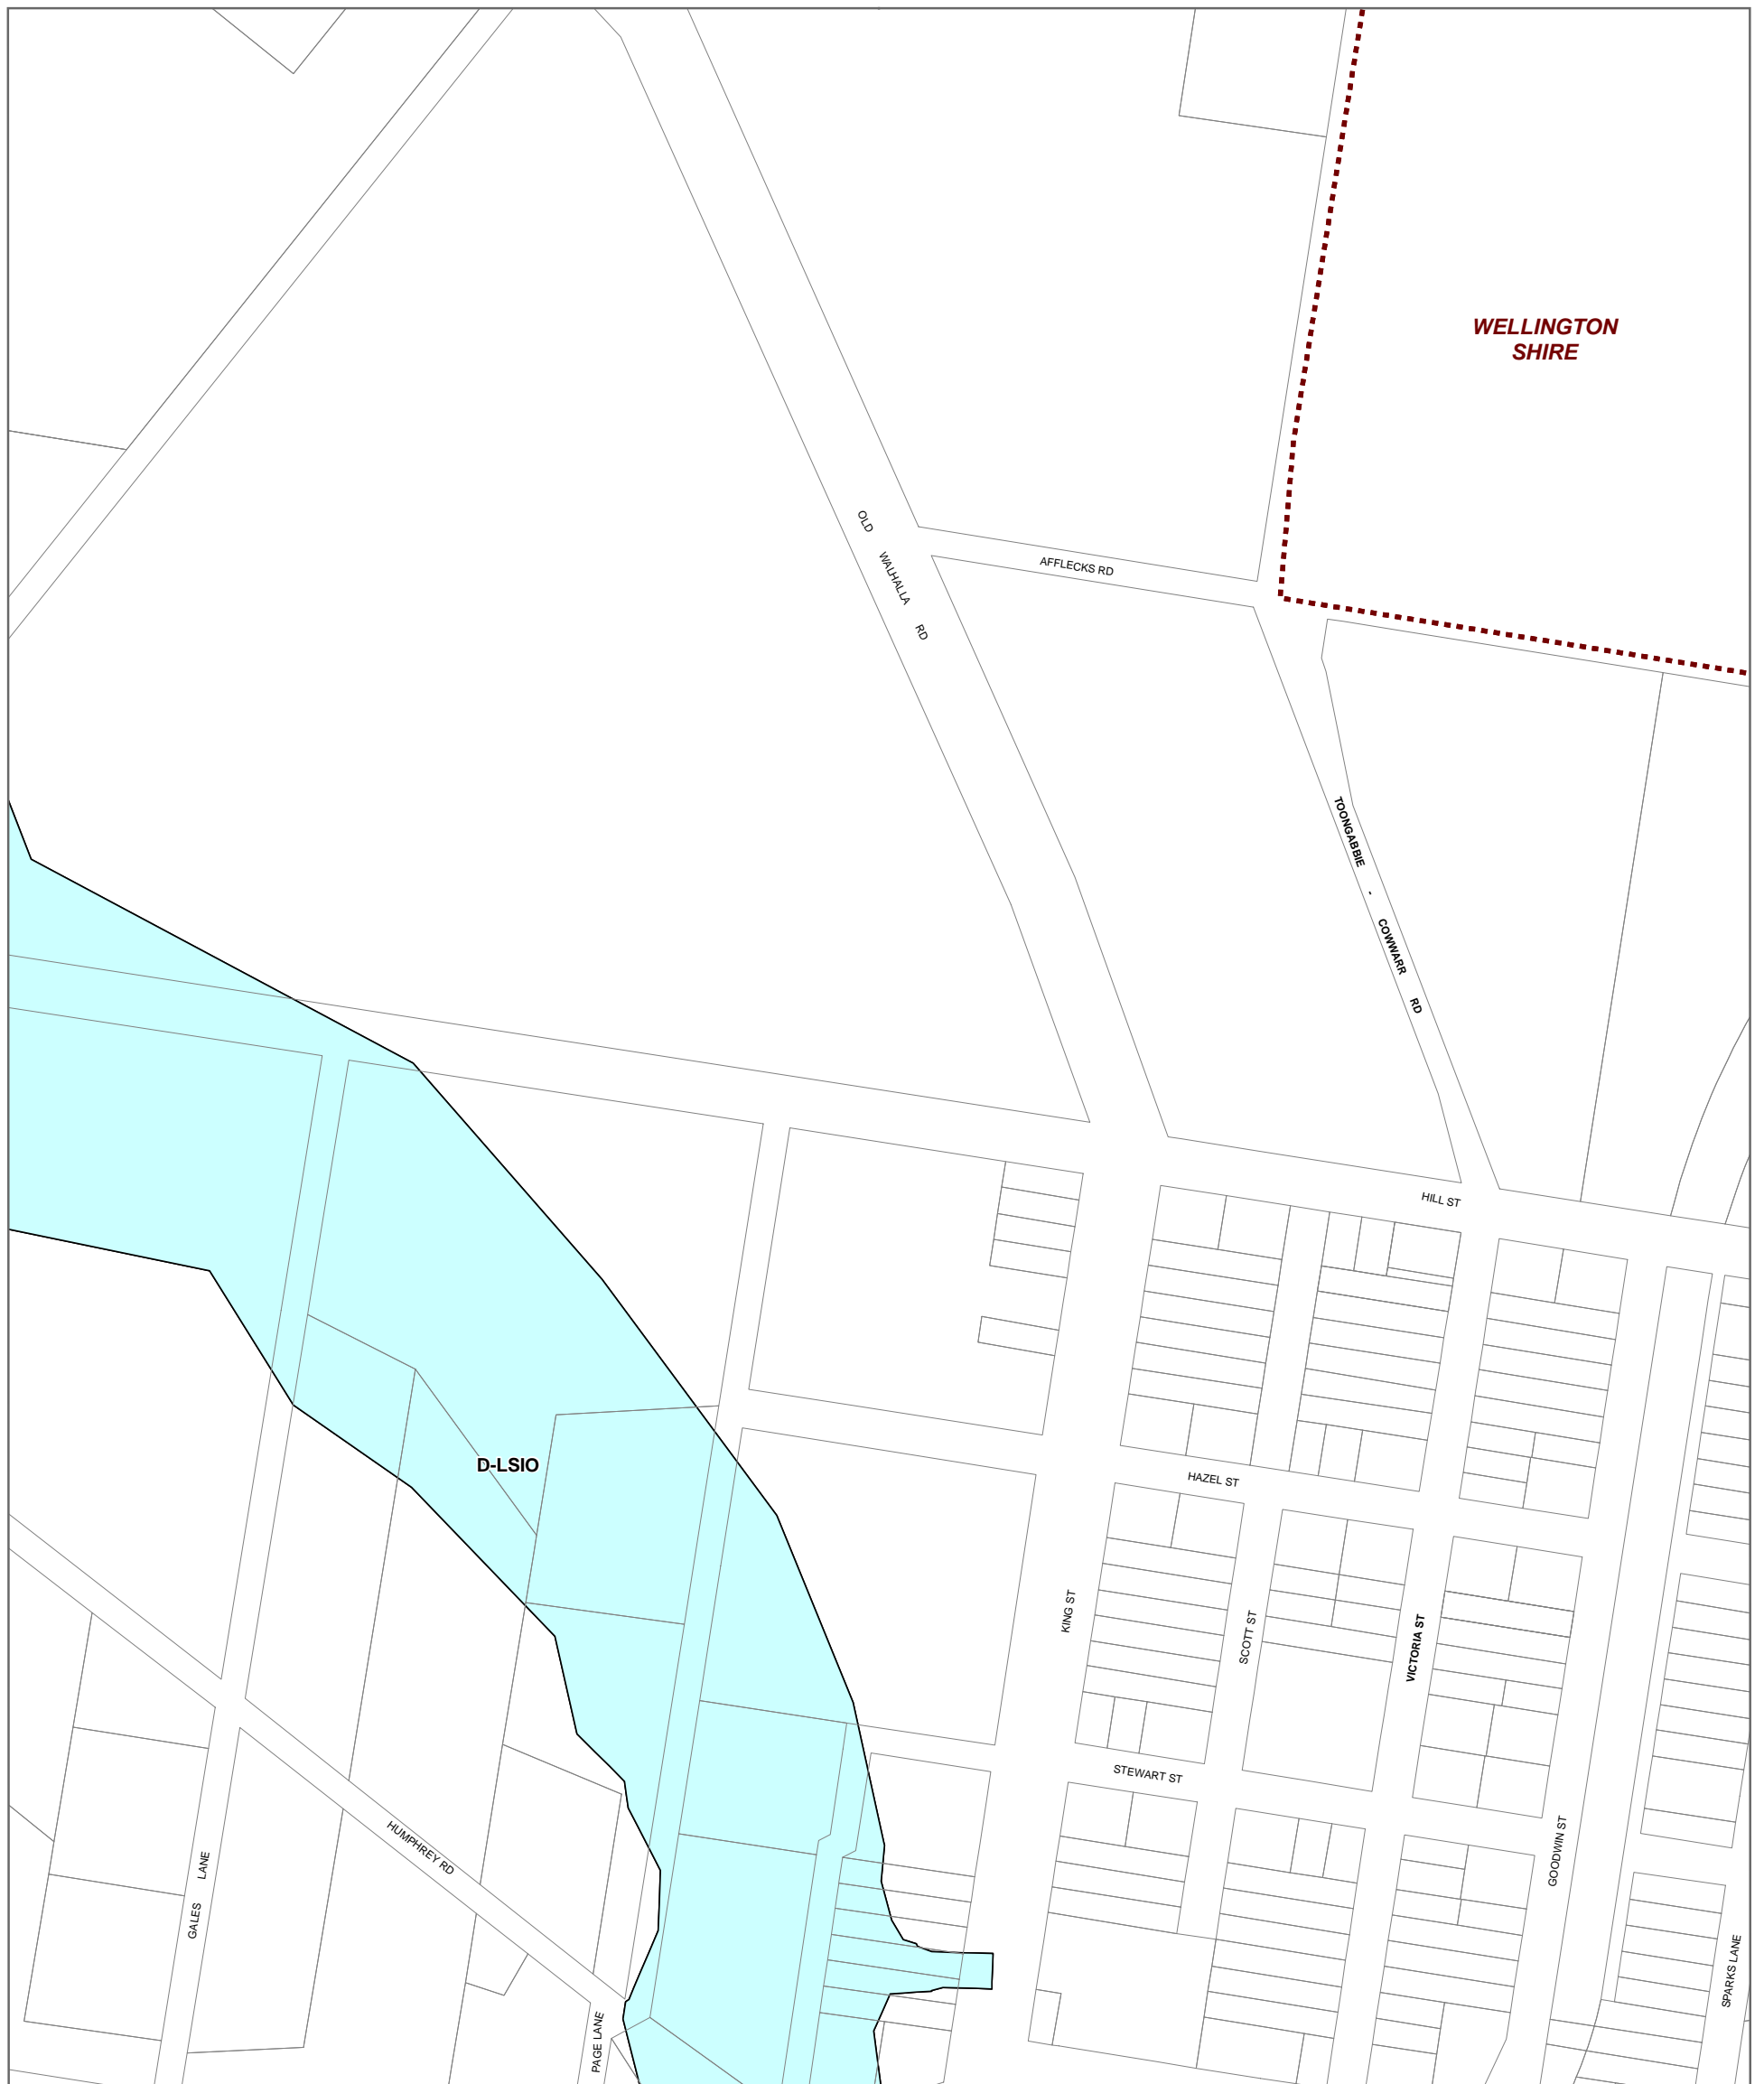 WELLINGTON
SHIRE
OLD WALHALLA RD
AFFLECKS RD
TOONGABBIE - COWWARR RD
HILL ST
D-LSIO
HAZEL ST
KING ST
SCOTT ST
VICTORIA ST
STEWART ST
GOODWIN ST
HUMPHREY RD
GALES LANE
SPARKS LANE
PAGE LANE